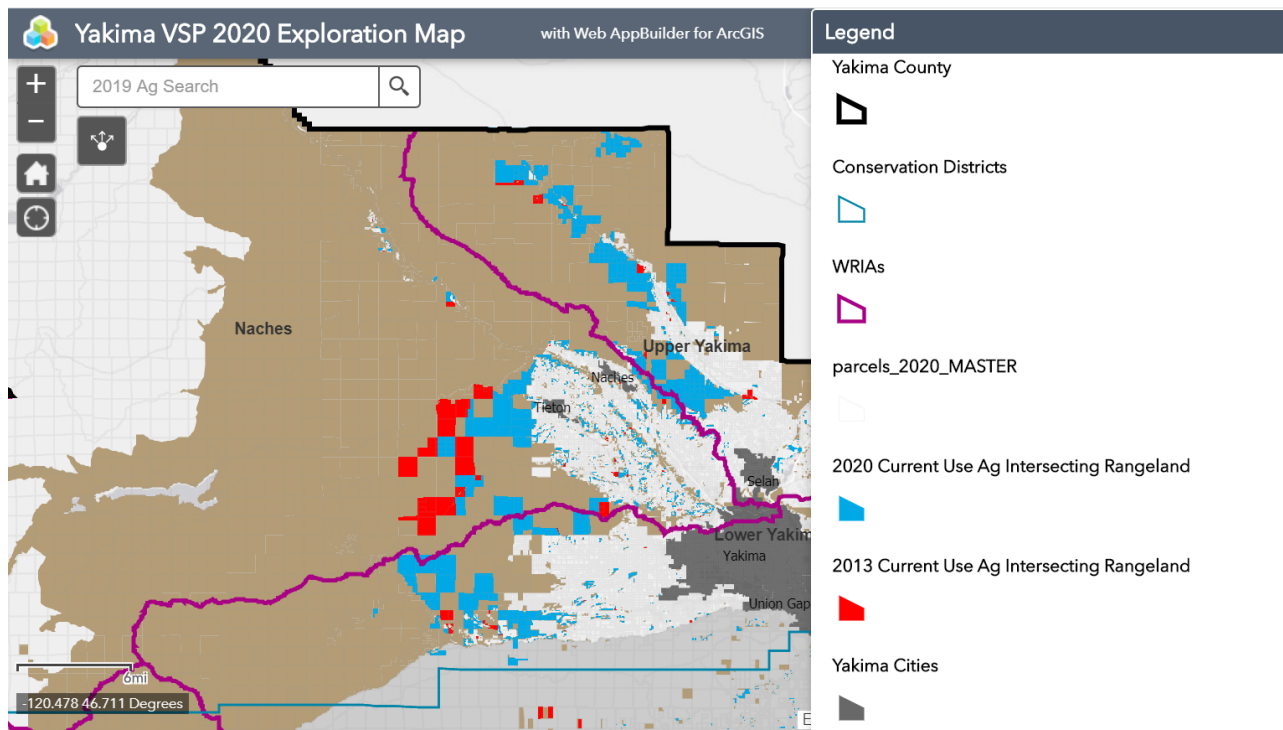 Yakima VSP 2020 Exploration Map
with Web AppBuilder for ArcGIS
Legend
+
2019 Ag Search
−
Naches
Upper Yakima
Naches
Tieton
Selah
Lower Yakim
Yakima
Union Gap
6mi
-120.478 46.711 Degrees
E
Yakima County
Conservation Districts
WRIAs
parcels_2020_MASTER
2020 Current Use Ag Intersecting Rangeland
2013 Current Use Ag Intersecting Rangeland
Yakima Cities